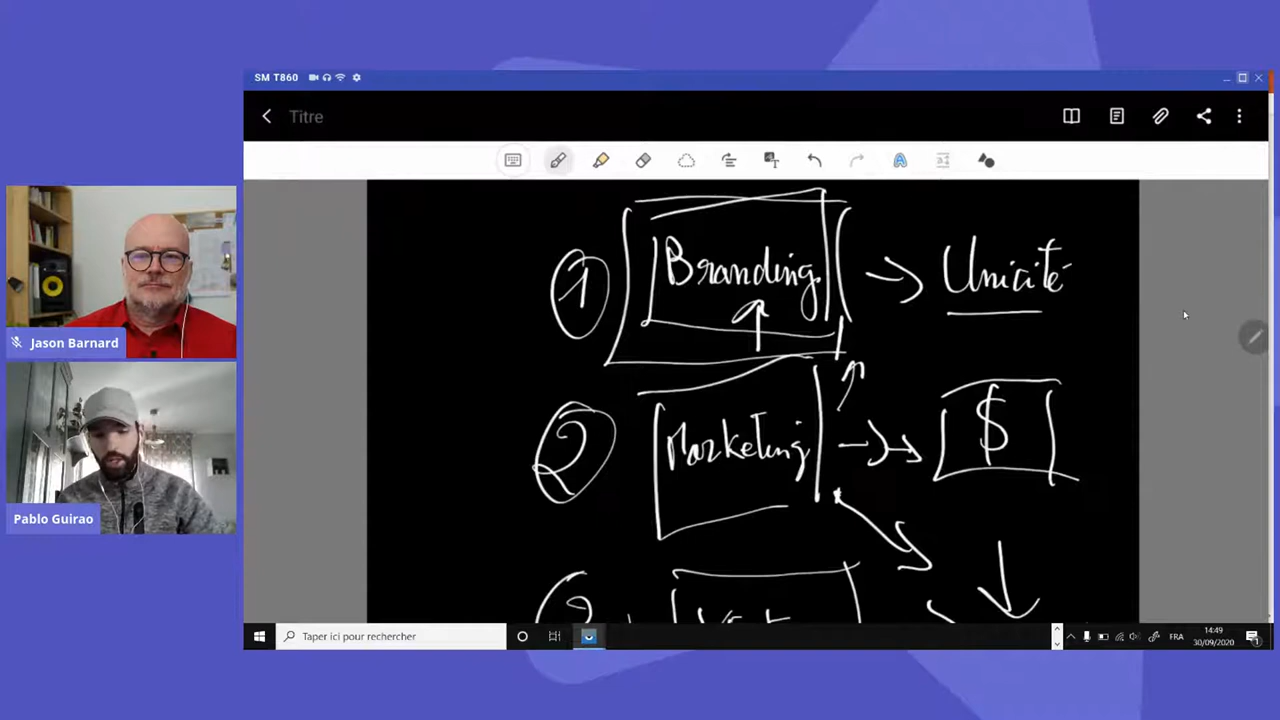 SM T860
Titre
1 Branding → Unicité
2 Marketing → $
Jason Barnard
Pablo Guirao
Taper ici pour rechercher
FRA
14:49
30/09/2020